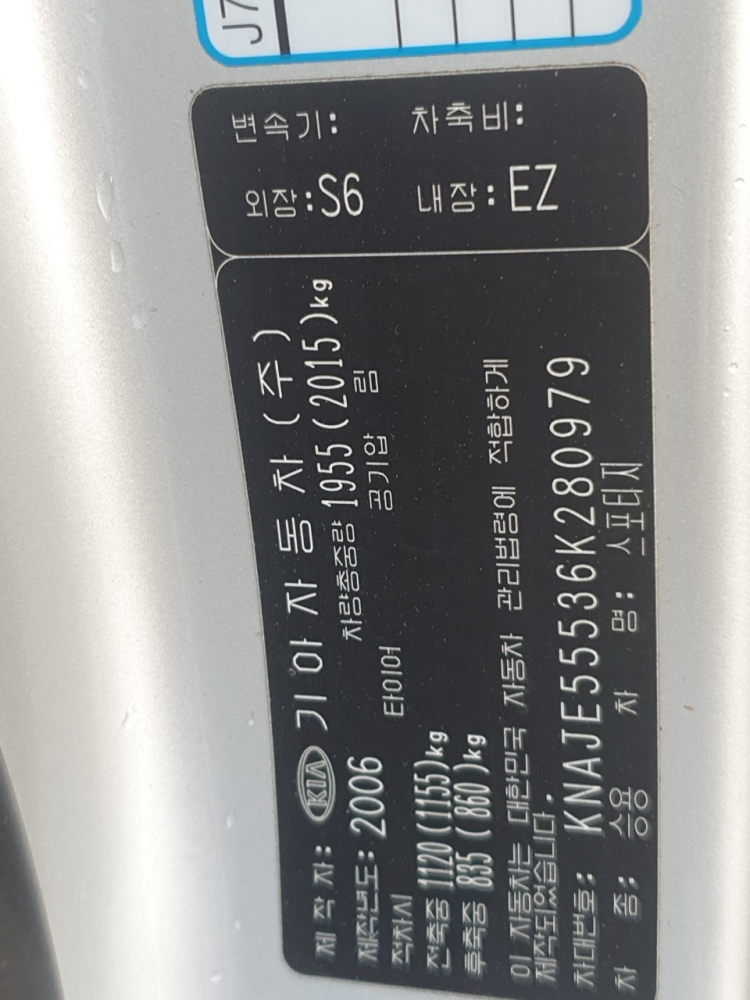 J7
변속기: 차축비:
외장:S6 내장:EZ
제 작 자: KIA 기 아 자 동 차 (주)
제작년도: 2006 차량총중량 1955 (2015)kg
적차시 타이어 공기압 림
전축중 1120 (1155)kg
후축중 835 (860)kg
이 자동차는 대한민국 자동차 관리법령에 적합하게
제작되었습니다.
차대번호: KNAJE55536K280979
차 종: 승용 차 명: 스포티지